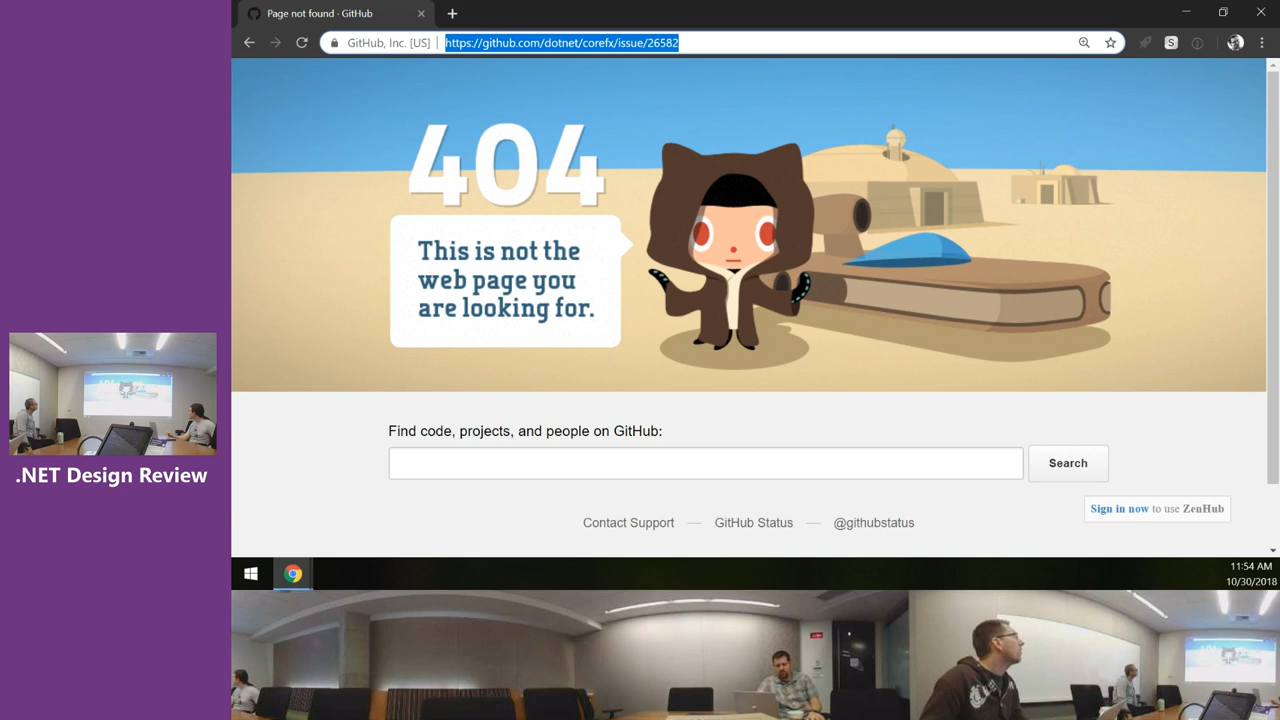 Page not found · GitHub
GitHub, Inc. [US] | https://github.com/dotnet/corefx/issue/26582
S
404
This is not the
web page you
are looking for.
Find code, projects, and people on GitHub:
Search
Contact Support — GitHub Status — @githubstatus
Sign in now to use ZenHub
11:54 AM
10/30/2018
.NET Design Review
404